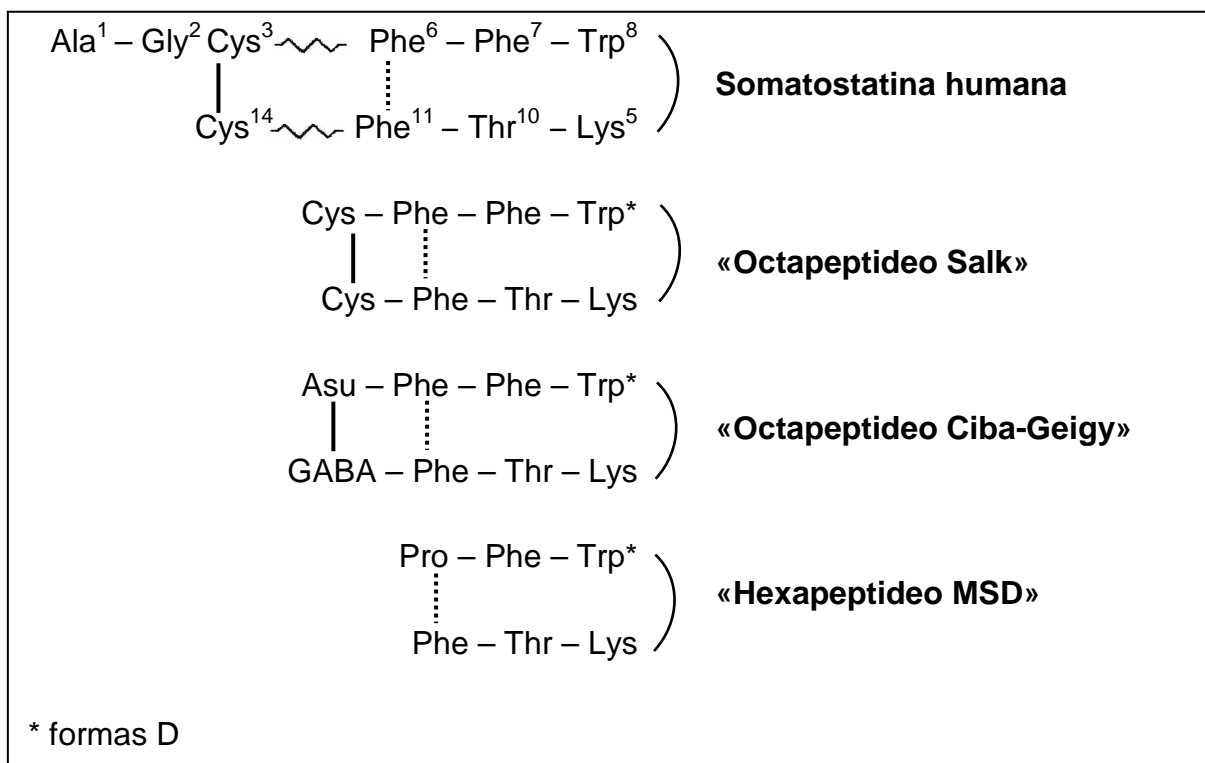 Ala¹ – Gly² Cys³ Phe⁶ – Phe⁷ – Trp⁸
Somatostatina humana
Cys¹⁴ Phe¹¹ – Thr¹⁰ – Lys⁵
Cys – Phe – Phe – Trp*
«Octapeptideo Salk»
Cys – Phe – Thr – Lys
Asu – Phe – Phe – Trp*
«Octapeptideo Ciba-Geigy»
GABA – Phe – Thr – Lys
Pro – Phe – Trp*
«Hexapeptideo MSD»
Phe – Thr – Lys
* formas D